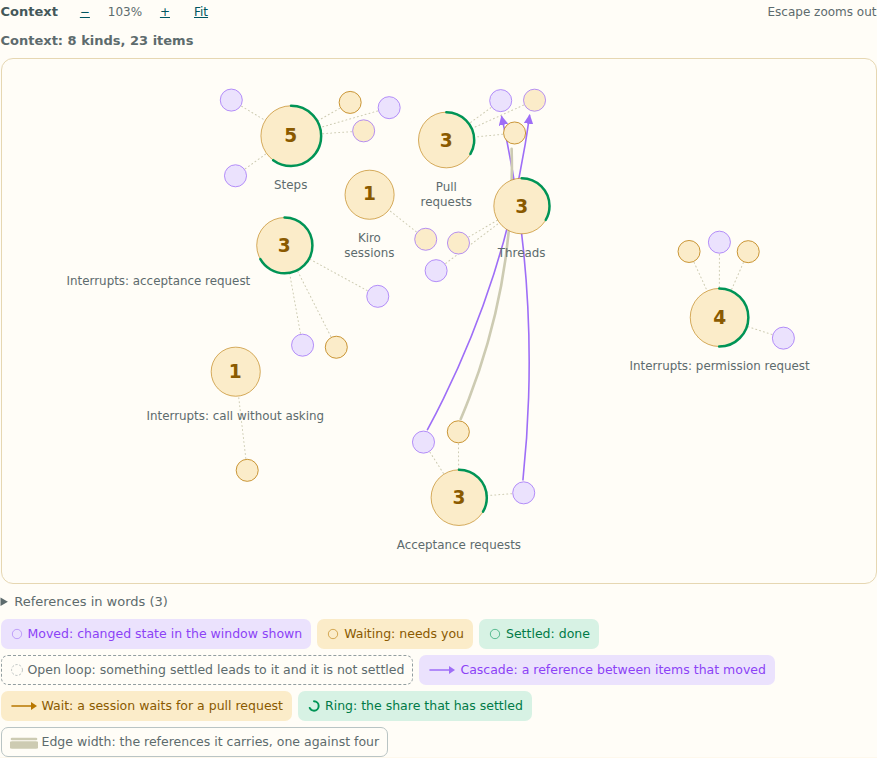 Context − 103% + Fit Escape zooms out
Context: 8 kinds, 23 items
5
Steps
3
Pull
requests
1
Kiro
sessions
3
Threads
3
Interrupts: acceptance request
4
Interrupts: permission request
1
Interrupts: call without asking
3
Acceptance requests
References in words (3)
Moved: changed state in the window shown
Waiting: needs you
Settled: done
Open loop: something settled leads to it and it is not settled
Cascade: a reference between items that moved
Wait: a session waits for a pull request
Ring: the share that has settled
Edge width: the references it carries, one against four